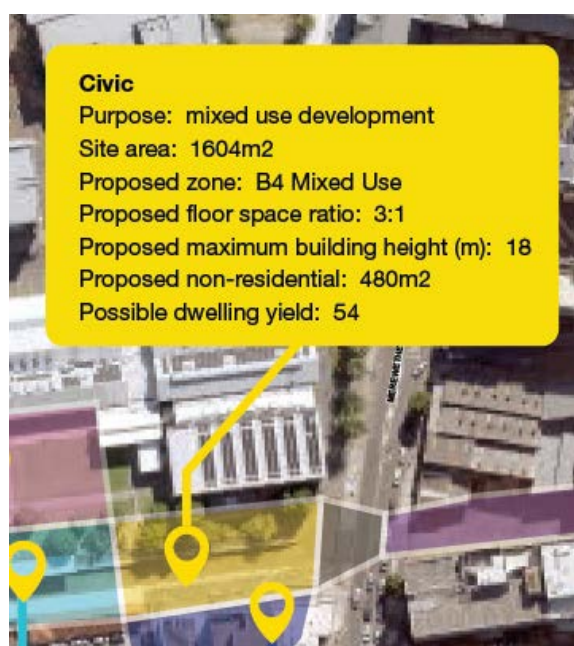 Civic
Purpose: mixed use development
Site area: 1604m2
Proposed zone: B4 Mixed Use
Proposed floor space ratio: 3:1
Proposed maximum building height (m): 18
Proposed non-residential: 480m2
Possible dwelling yield: 54
MEREWETHE